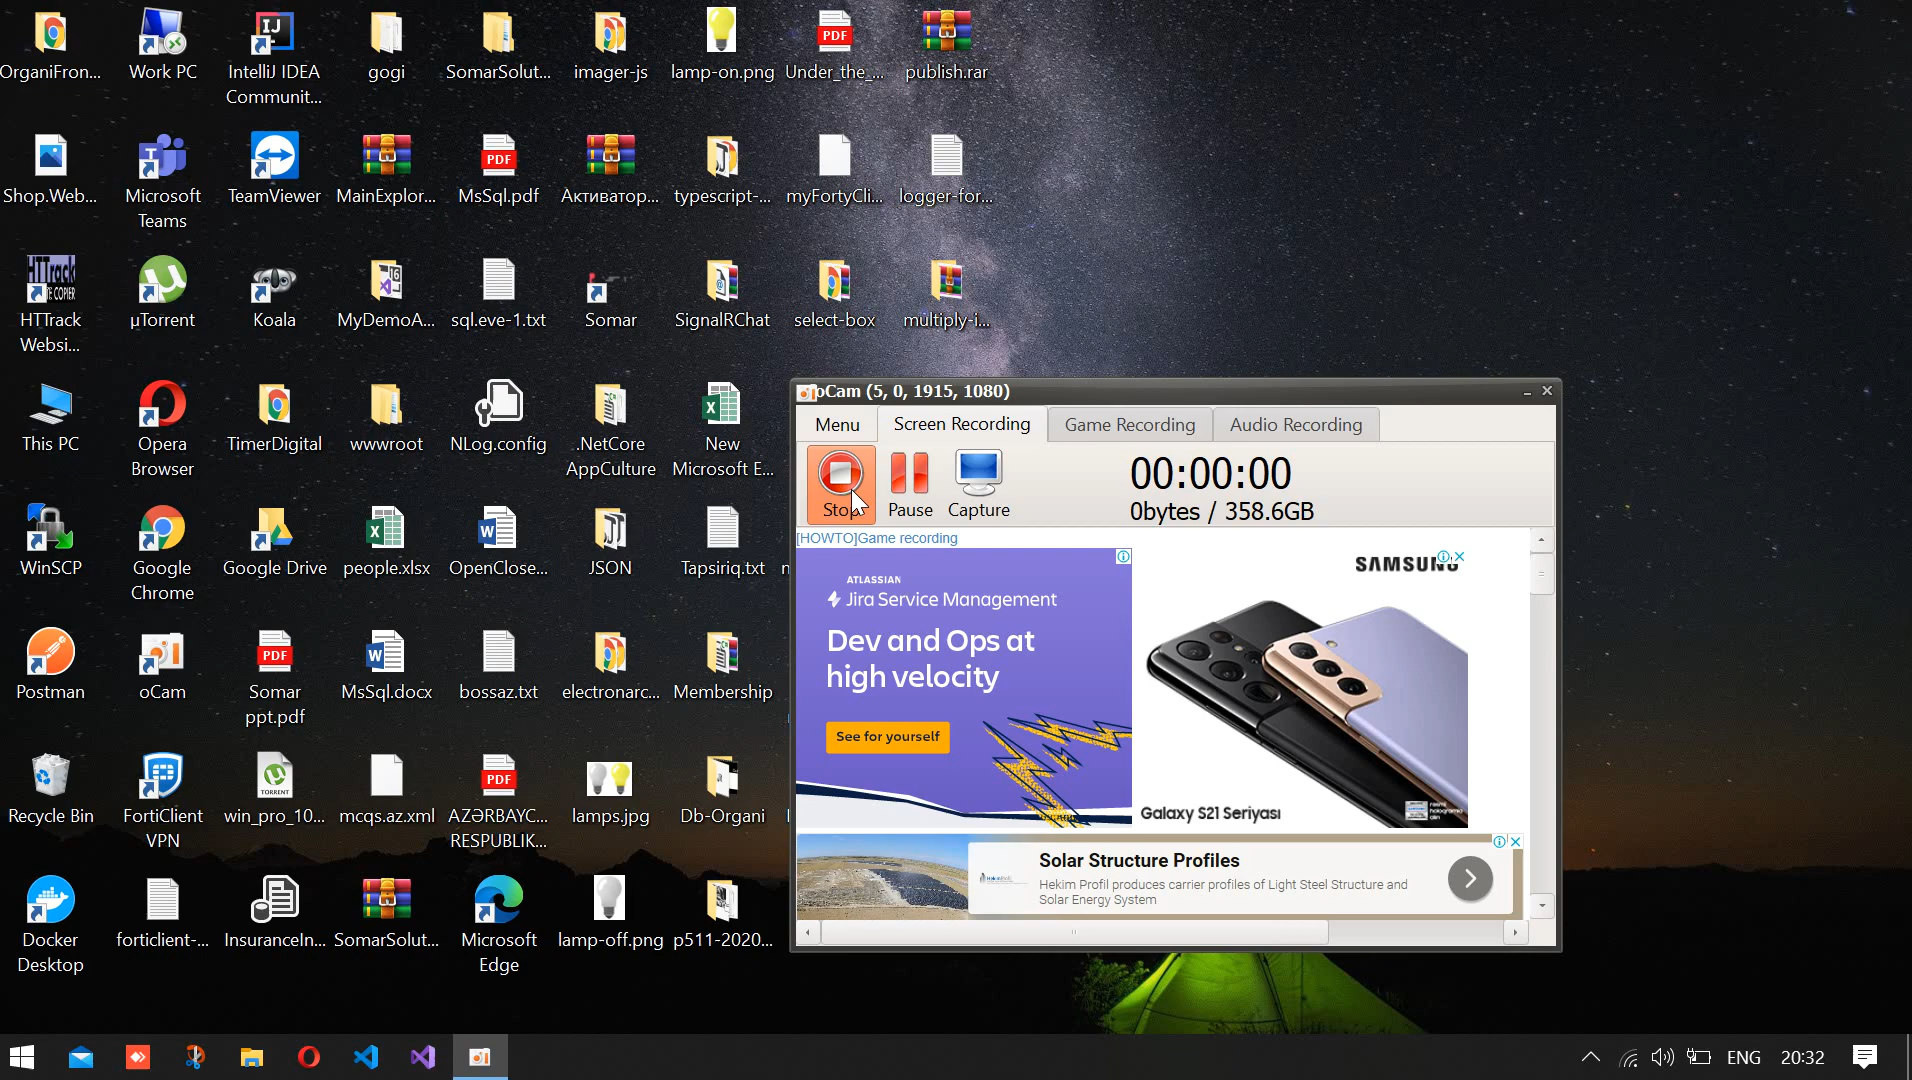 OrganiFron...
Work PC
IntelliJ IDEA
Communit...
gogi
SomarSolut...
imager-js
lamp-on.png
Under_the_...
publish.rar
Shop.Web...
Microsoft
Teams
TeamViewer
MainExplor...
MsSql.pdf
Активатор...
typescript-...
myFortyCli...
logger-for...
HTTrack
Websi...
µTorrent
Koala
MyDemoA...
sql.eve-1.txt
Somar
SignalRChat
select-box
multiply-i...
This PC
Opera
Browser
TimerDigital
wwwroot
NLog.config
.NetCore
AppCulture
New
Microsoft E...
WinSCP
Google
Chrome
Google Drive
people.xlsx
OpenClose...
JSON
Tapsiriq.txt
Postman
oCam
Somar
ppt.pdf
MsSql.docx
bossaz.txt
electronarc...
Membership
Recycle Bin
FortiClient
VPN
win_pro_10...
mcqs.az.xml
AZƏRBAYC...
RESPUBLIK...
lamps.jpg
Db-Organi
Docker
Desktop
forticlient-...
InsuranceIn...
SomarSolut...
Microsoft
Edge
lamp-off.png
p511-2020...
oCam (5, 0, 1915, 1080)
Menu
Screen Recording
Game Recording
Audio Recording
Stop
Pause
Capture
00:00:00
0bytes / 358.6GB
[HOWTO]Game recording
ATLASSIAN
Jira Service Management
Dev and Ops at
high velocity
See for yourself
SAMSUNG
Galaxy S21 Seriyası
Solar Structure Profiles
Hekim Profil produces carrier profiles of Light Steel Structure and
Solar Energy System
ENG
20:32